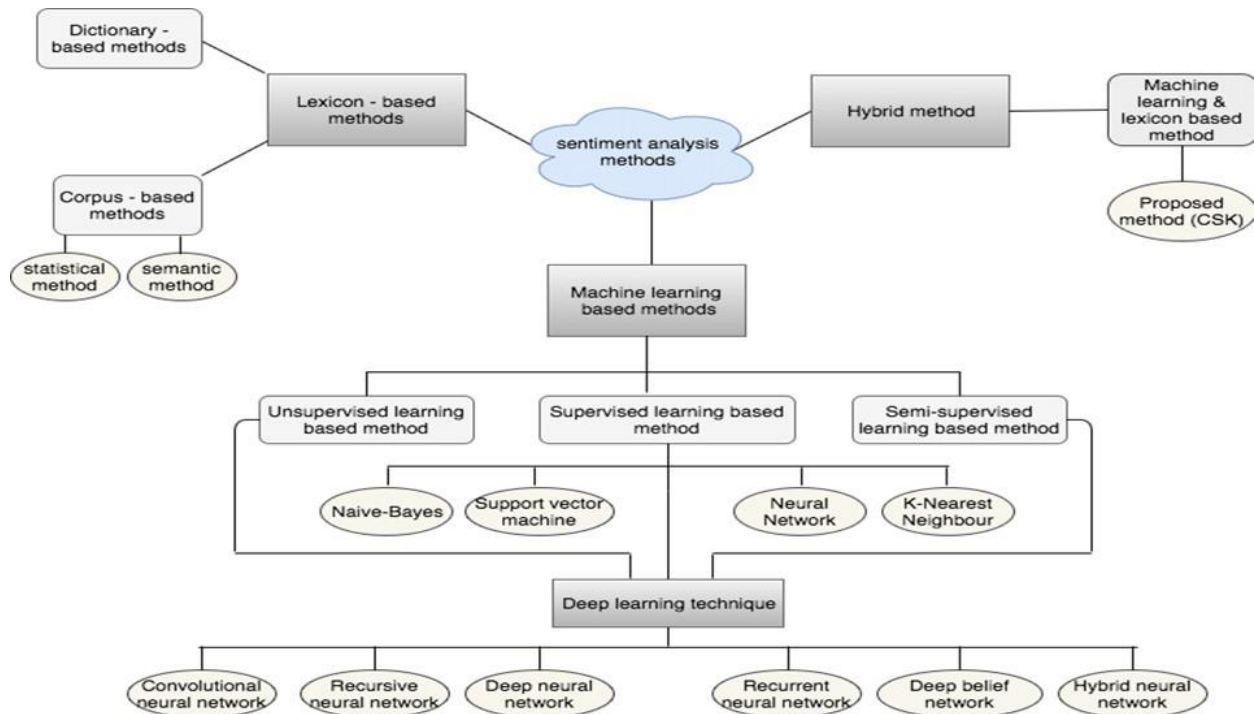 Dictionary -
based methods
Lexicon - based
methods
Corpus - based
methods
statistical
method
semantic
method
sentiment analysis
methods
Hybrid method
Machine
learning &
lexicon based
method
Proposed
method (CSK)
Machine learning
based methods
Unsupervised learning
based method
Supervised learning based
method
Semi-supervised
learning based method
Naive-Bayes
Support vector
machine
Neural
Network
K-Nearest
Neighbour
Deep learning technique
Convolutional
neural network
Recursive
neural network
Deep neural
network
Recurrent
neural network
Deep belief
network
Hybrid neural
network